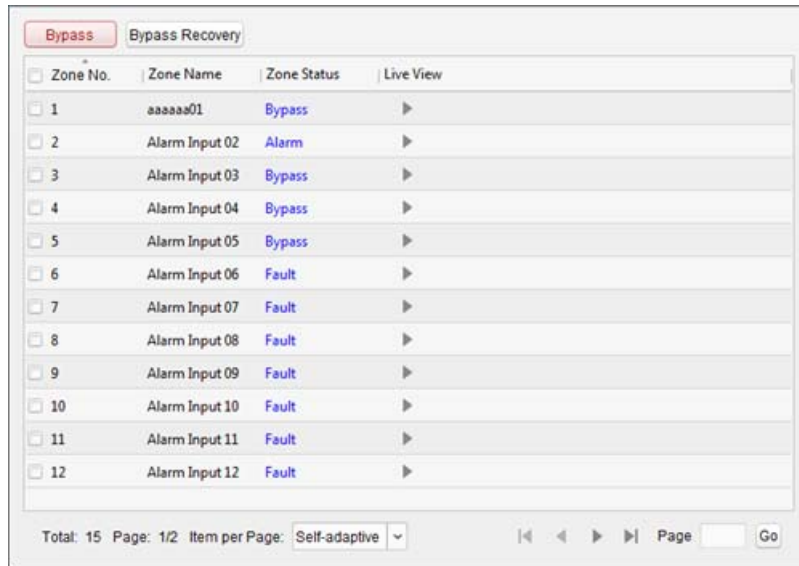 Bypass Bypass Recovery
Zone No. Zone Name Zone Status Live View
1 aaaaaa01 Bypass
2 Alarm Input 02 Alarm
3 Alarm Input 03 Bypass
4 Alarm Input 04 Bypass
5 Alarm Input 05 Bypass
6 Alarm Input 06 Fault
7 Alarm Input 07 Fault
8 Alarm Input 08 Fault
9 Alarm Input 09 Fault
10 Alarm Input 10 Fault
11 Alarm Input 11 Fault
12 Alarm Input 12 Fault
Total: 15 Page: 1/2 Item per Page: Self-adaptive Page Go